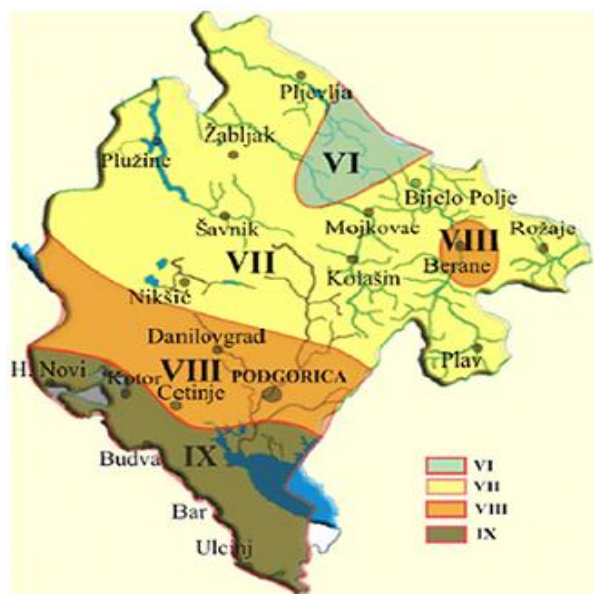 Pljevlja
Žabljak
VI
Plužine
Bijelo Polje
Šavnik
Mojkovac
VIII
Rožaje
VII
Berane
Kolašin
Nikšić
Danilovgrad
Plav
H. Novi
VIII
PODGORICA
Kotor
Cetinje
Budva
IX
Bar
Ulcinj
VI
VII
VIII
IX